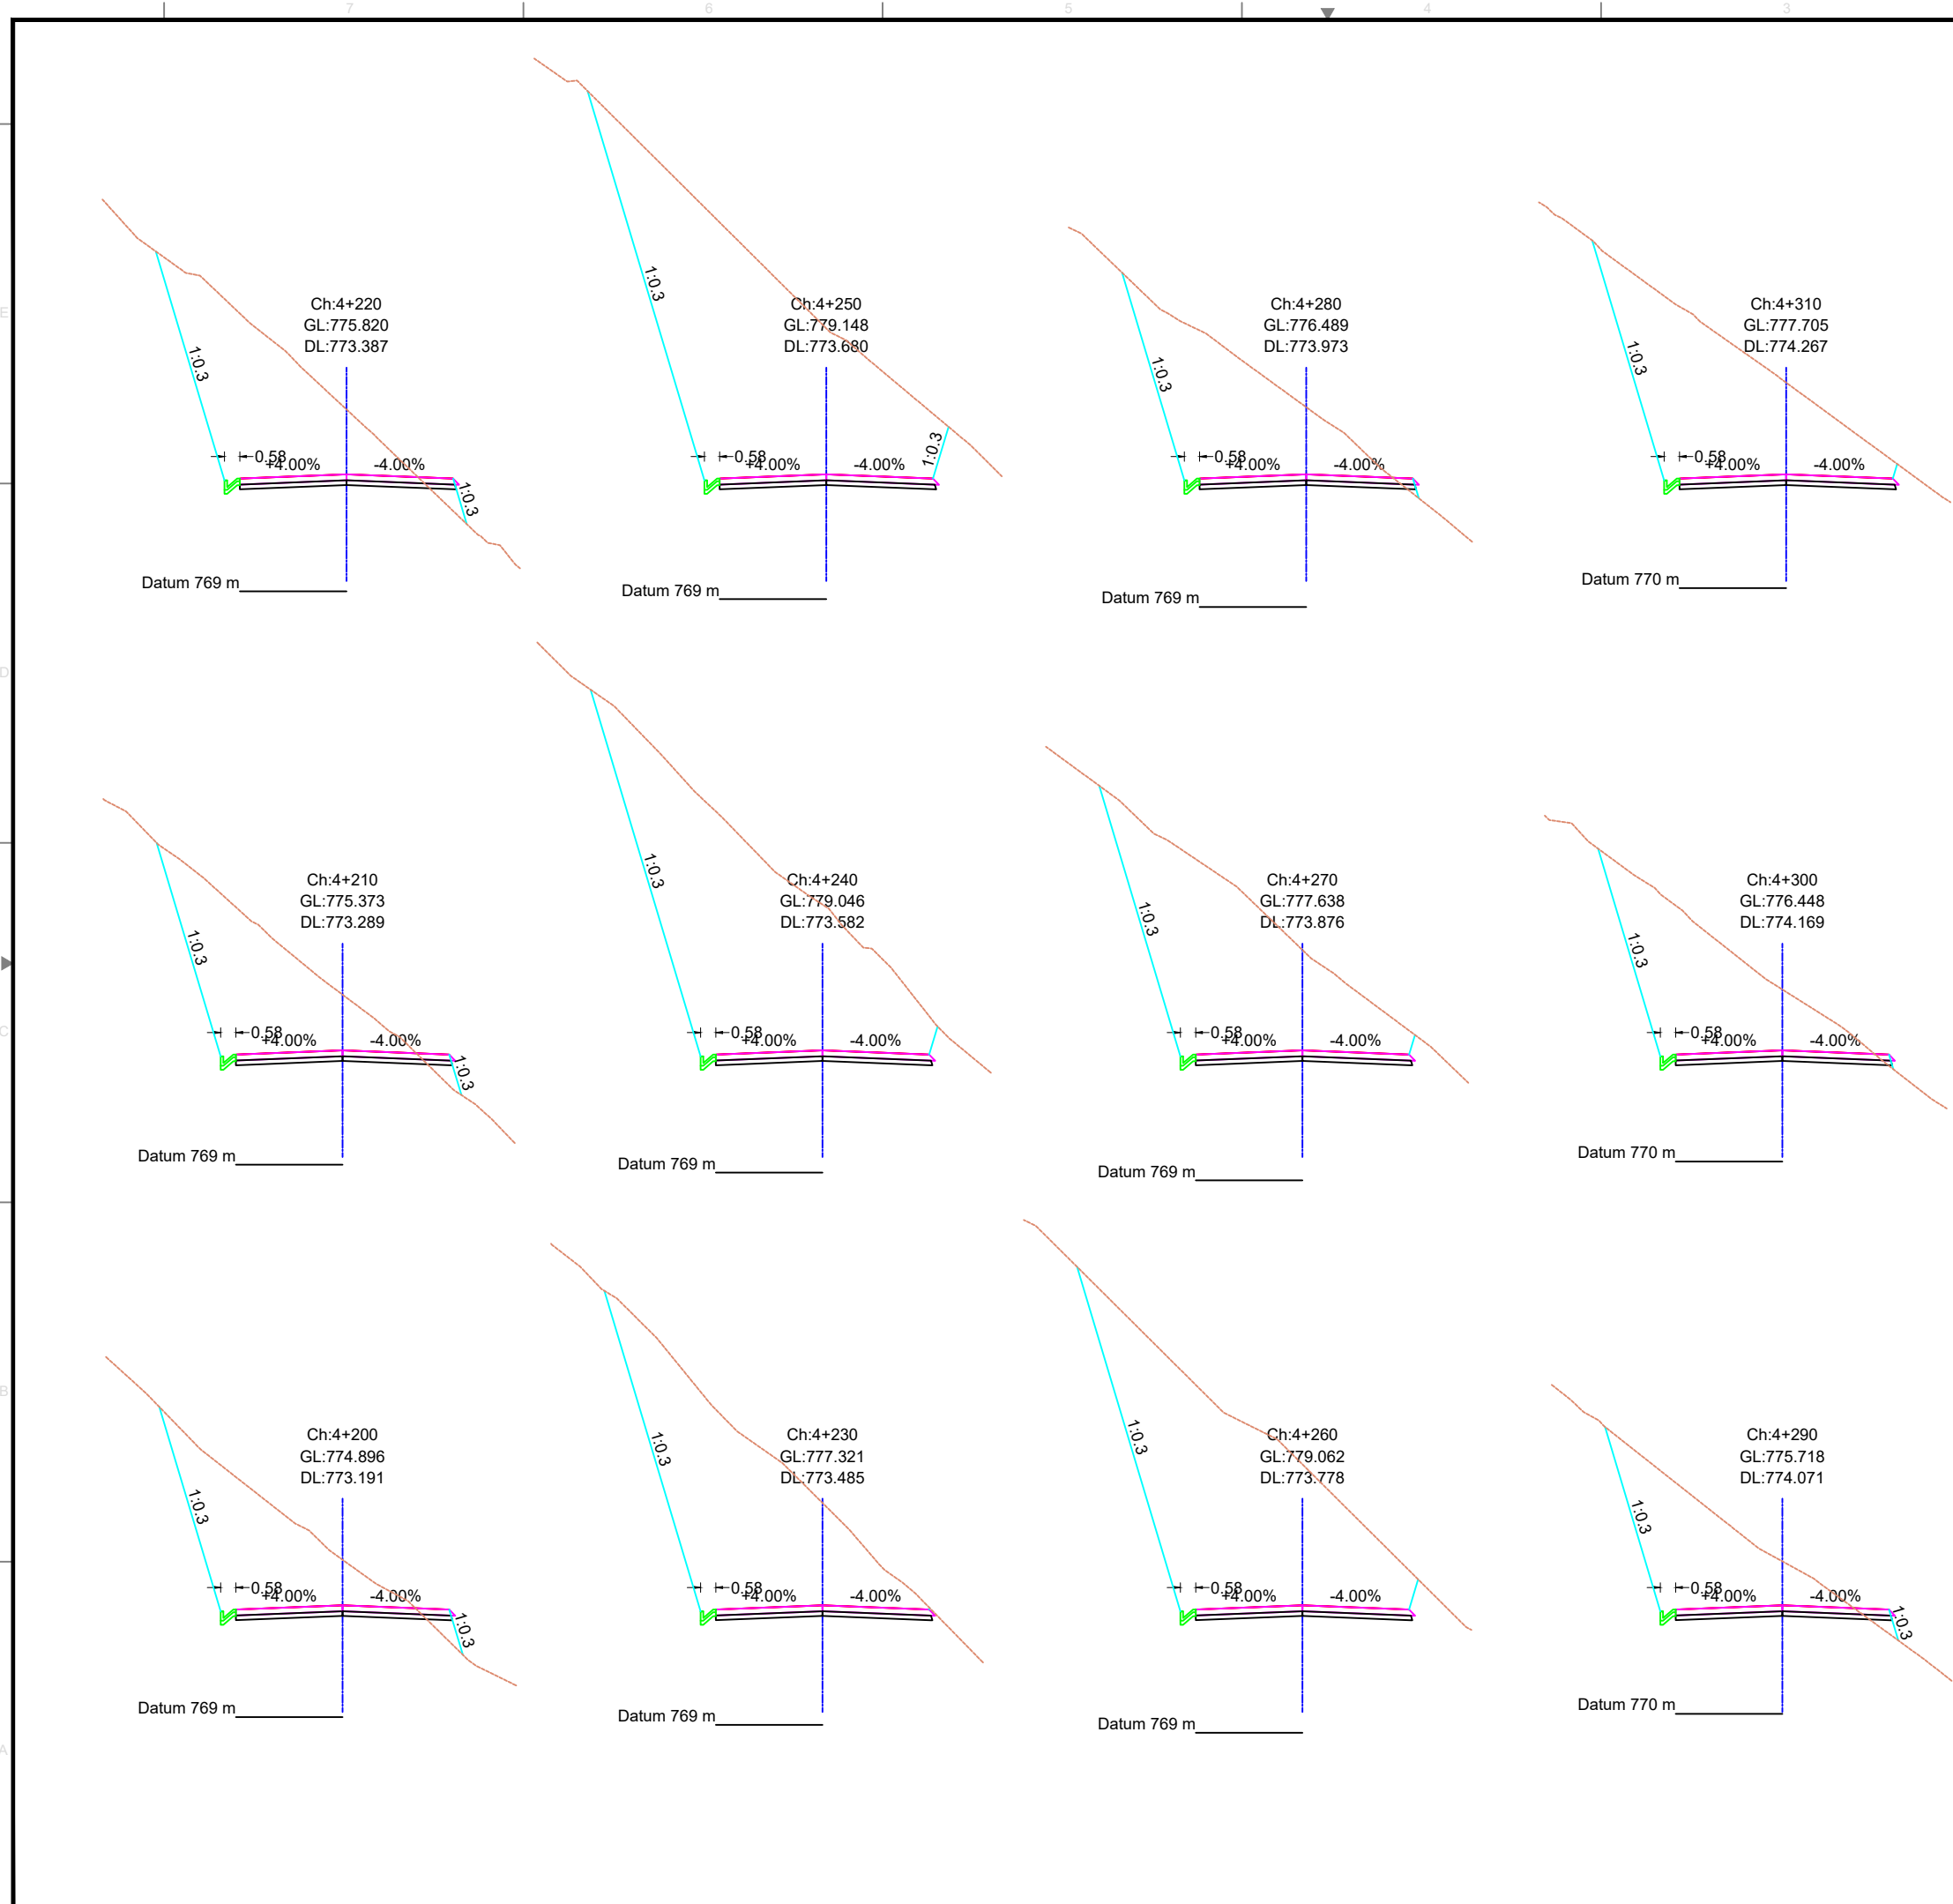 7 6 5 4 3
E
D
C
B
A
Ch:4+220
GL:775.820
DL:773.387
1:0.3
0.58
+4.00%
-4.00%
1:0.3
Datum 769 m
Ch:4+250
GL:779.148
DL:773.680
1:0.3
0.58
+4.00%
-4.00%
1:0.3
Datum 769 m
Ch:4+280
GL:776.489
DL:773.973
1:0.3
0.58
+4.00%
-4.00%
Datum 769 m
Ch:4+310
GL:777.705
DL:774.267
1:0.3
0.58
+4.00%
-4.00%
Datum 770 m
Ch:4+210
GL:775.373
DL:773.289
1:0.3
0.58
+4.00%
-4.00%
1:0.3
Datum 769 m
Ch:4+240
GL:779.046
DL:773.582
1:0.3
0.58
+4.00%
-4.00%
Datum 769 m
Ch:4+270
GL:777.638
DL:773.876
1:0.3
0.58
+4.00%
-4.00%
Datum 769 m
Ch:4+300
GL:776.448
DL:774.169
1:0.3
0.58
+4.00%
-4.00%
Datum 770 m
Ch:4+200
GL:774.896
DL:773.191
1:0.3
0.58
+4.00%
-4.00%
1:0.3
Datum 769 m
Ch:4+230
GL:777.321
DL:773.485
1:0.3
0.58
+4.00%
-4.00%
Datum 769 m
Ch:4+260
GL:779.062
DL:773.778
1:0.3
0.58
+4.00%
-4.00%
Datum 769 m
Ch:4+290
GL:775.718
DL:774.071
1:0.3
0.58
+4.00%
-4.00%
1:0.3
Datum 770 m